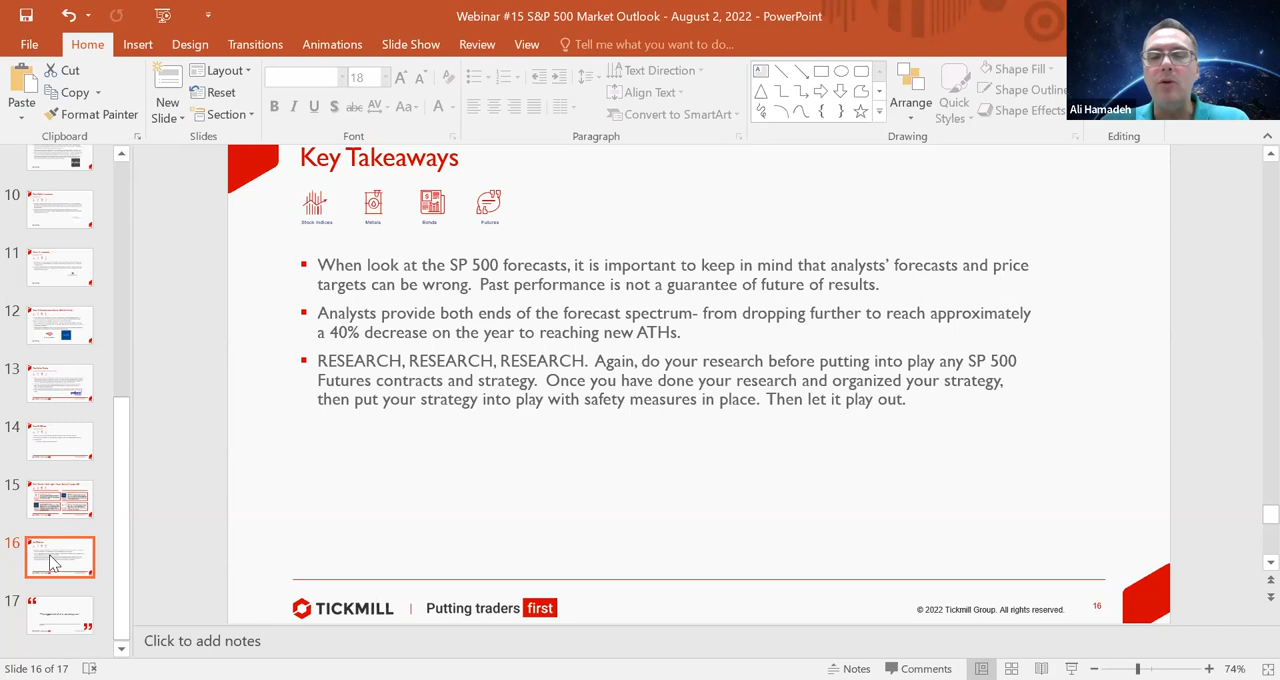 Webinar #15 S&P 500 Market Outlook - August 2, 2022 - PowerPoint
File Home Insert Design Transitions Animations Slide Show Review View Tell me what you want to do...
Paste
Cut
Copy
Format Painter
Clipboard
New
Slide
Layout
Reset
Section
Slides
18
B I U S abc AV Aa A
Font
Text Direction
Align Text
Convert to SmartArt
Paragraph
Arrange
Quick
Styles
Shape Fill
Shape Outline
Shape Effects
Drawing
Editing
Ali Hamadeh
10
11
12
13
14
15
16
17
Key Takeaways
Stock Indices Metals Bonds Futures
When look at the SP 500 forecasts, it is important to keep in mind that analysts’ forecasts and price
targets can be wrong. Past performance is not a guarantee of future of results.
Analysts provide both ends of the forecast spectrum- from dropping further to reach approximately
a 40% decrease on the year to reaching new ATHs.
RESEARCH, RESEARCH, RESEARCH. Again, do your research before putting into play any SP 500
Futures contracts and strategy. Once you have done your research and organized your strategy,
then put your strategy into play with safety measures in place. Then let it play out.
TICKMILL | Putting traders first
© 2022 Tickmill Group. All rights reserved. 16
Click to add notes
Slide 16 of 17
Notes Comments 74%